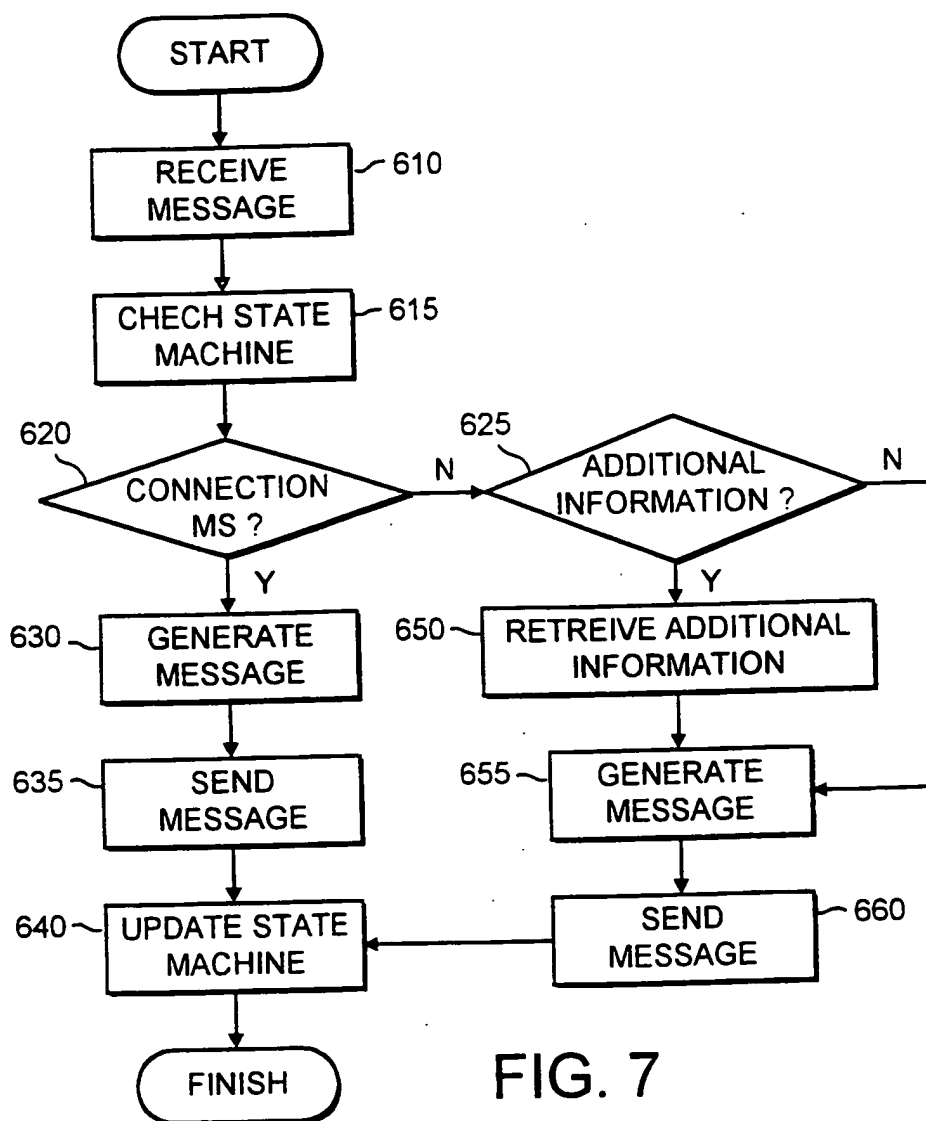 START
RECEIVE
MESSAGE
610
CHECH STATE
MACHINE
615
620
CONNECTION
MS ?
N
625
ADDITIONAL
INFORMATION ?
N
Y
Y
630
GENERATE
MESSAGE
650
RETREIVE ADDITIONAL
INFORMATION
635
SEND
MESSAGE
655
GENERATE
MESSAGE
640
UPDATE STATE
MACHINE
SEND
MESSAGE
660
FINISH
FIG. 7